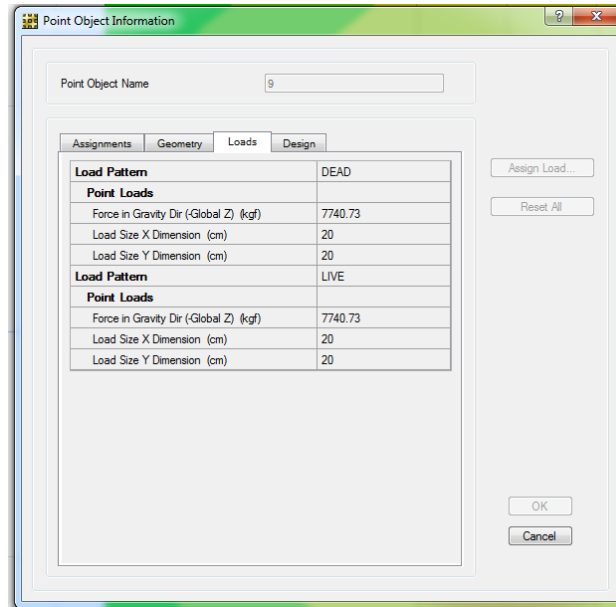 Point Object Information
?
X
Point Object Name
9
Assignments Geometry Loads Design
Load Pattern DEAD
Point Loads
Force in Gravity Dir (-Global Z) (kgf) 7740.73
Load Size X Dimension (cm) 20
Load Size Y Dimension (cm) 20
Load Pattern LIVE
Point Loads
Force in Gravity Dir (-Global Z) (kgf) 7740.73
Load Size X Dimension (cm) 20
Load Size Y Dimension (cm) 20
Assign Load...
Reset All
OK
Cancel